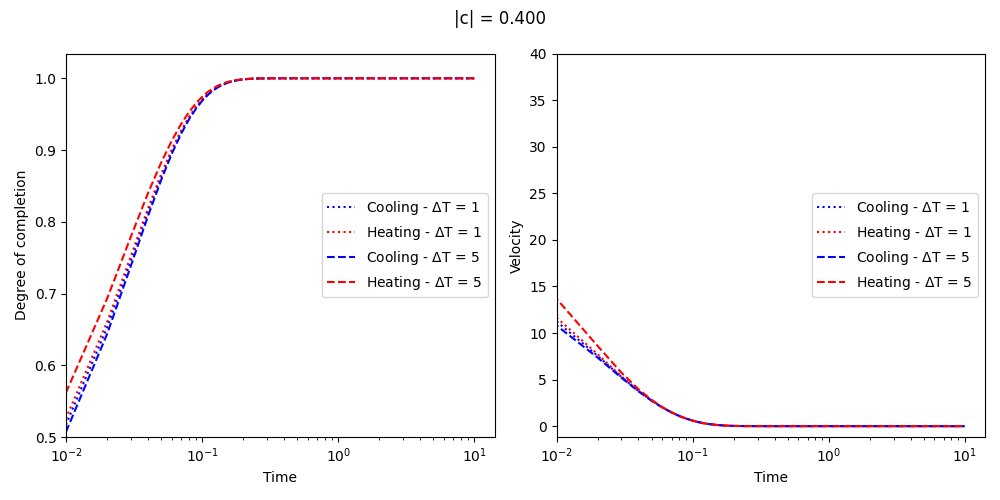 |c| = 0.400
Degree of completion
1.0
0.9
0.8
0.7
0.6
0.5
10⁻²
10⁻¹
10⁰
10¹
Time
Cooling - ΔT = 1
Heating - ΔT = 1
Cooling - ΔT = 5
Heating - ΔT = 5
Velocity
40
35
30
25
20
15
10
5
0
10⁻²
10⁻¹
10⁰
10¹
Time
Cooling - ΔT = 1
Heating - ΔT = 1
Cooling - ΔT = 5
Heating - ΔT = 5